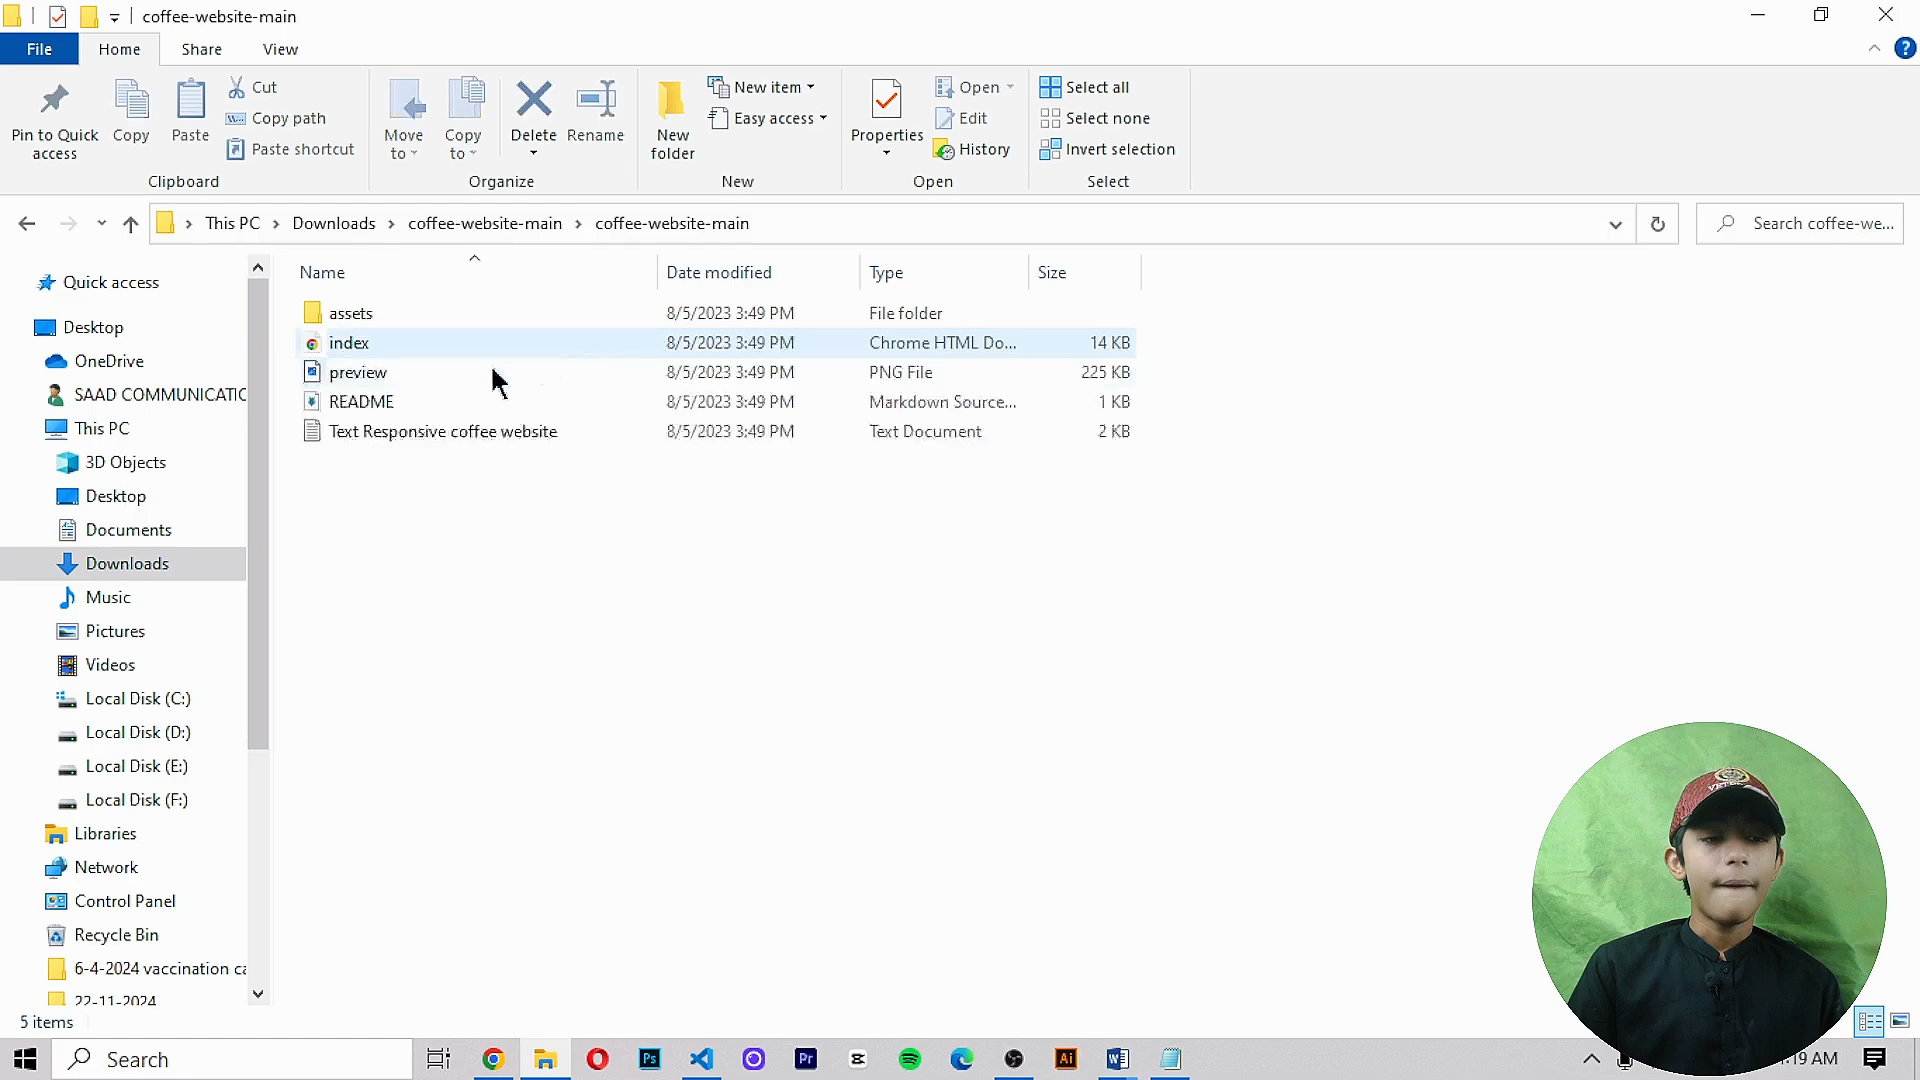 coffee-website-main
File Home Share View
Pin to Quick access
Copy
Paste
Cut
Copy path
Paste shortcut
Clipboard
Move to
Copy to
Delete
Rename
Organize
New folder
New item
Easy access
New
Properties
Open
Edit
History
Open
Select all
Select none
Invert selection
Select
This PC Downloads coffee-website-main coffee-website-main
Search coffee-we...
Name Date modified Type Size
assets 8/5/2023 3:49 PM File folder
index 8/5/2023 3:49 PM Chrome HTML Do... 14 KB
preview 8/5/2023 3:49 PM PNG File 225 KB
README 8/5/2023 3:49 PM Markdown Source... 1 KB
Text Responsive coffee website 8/5/2023 3:49 PM Text Document 2 KB
Quick access
Desktop
OneDrive
SAAD COMMUNICATIC
This PC
3D Objects
Desktop
Documents
Downloads
Music
Pictures
Videos
Local Disk (C:)
Local Disk (D:)
Local Disk (E:)
Local Disk (F:)
Libraries
Network
Control Panel
Recycle Bin
6-4-2024 vaccination ca
22-11-2024
5 items
Search
Ps
Pr
Ai
:19 AM